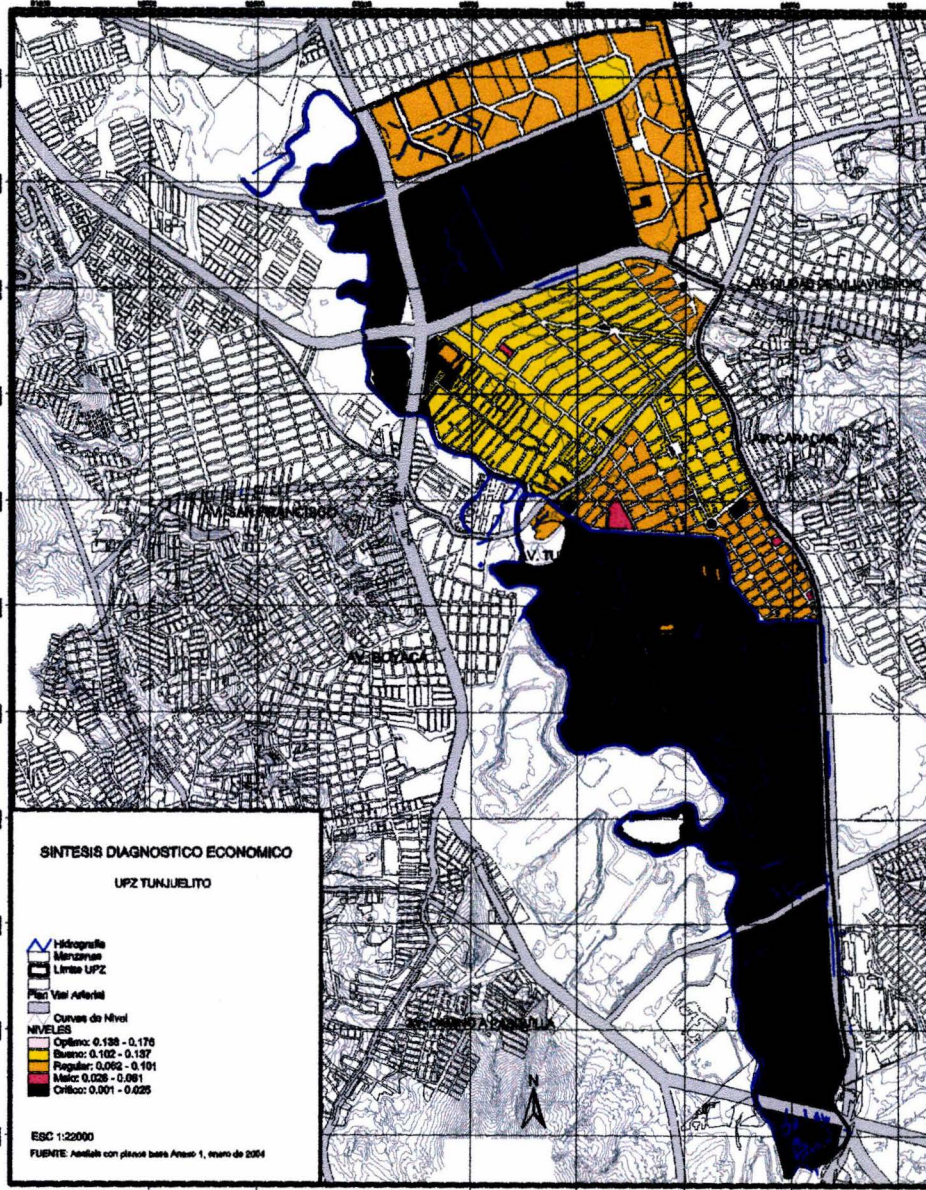 AV. CIUDAD DE VILLAVICENCIO
AV. CARACAS
AV. SAN FRANCISCO
V. TU
AV. BOYACA
SINTESIS DIAGNOSTICO ECONOMICO
UPZ TUNJUELITO
Hidrografia
Manzanas
Limite UPZ
Plan Vial Arterial
Curvas de Nivel
NIVELES
Optimo: 0.138 - 0.176
Bueno: 0.102 - 0.137
Regular: 0.062 - 0.101
Malo: 0.026 - 0.061
Critico: 0.001 - 0.025
N
ESC 1:22000
FUENTE: Analisis con planos base Anexo 1, enero de 2004